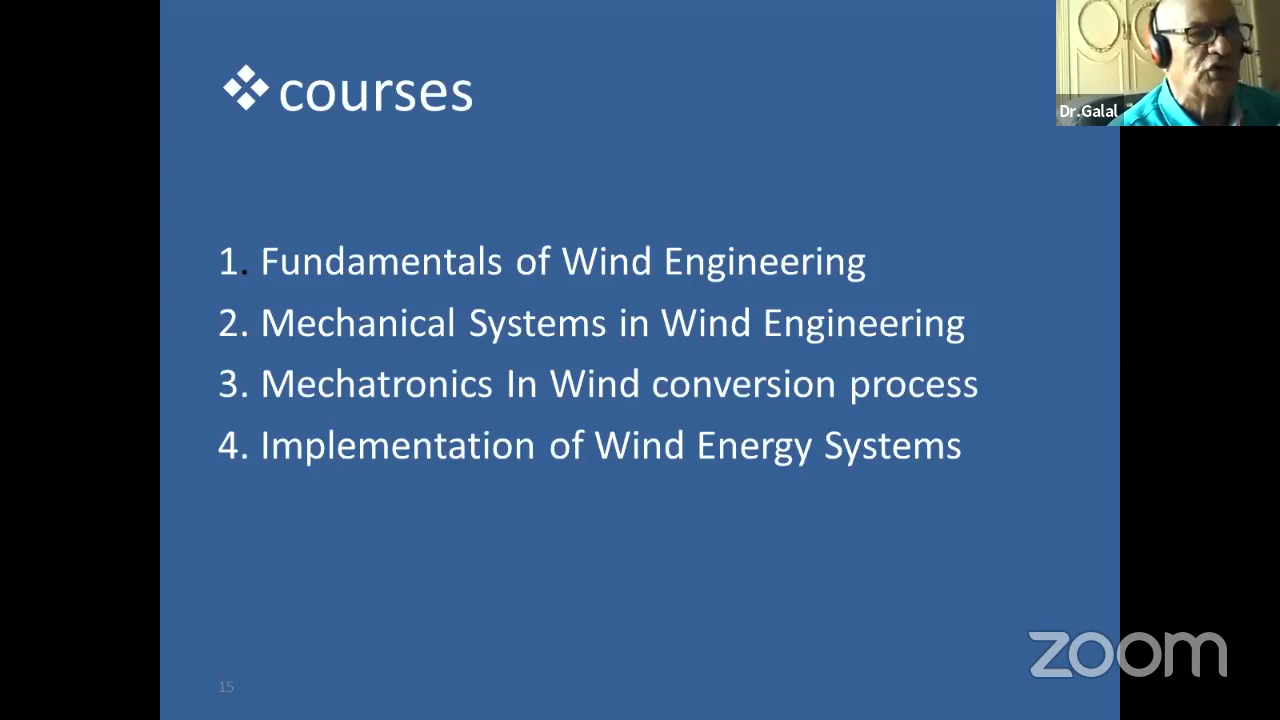 courses
Dr.Galal
1. Fundamentals of Wind Engineering
2. Mechanical Systems in Wind Engineering
3. Mechatronics In Wind conversion process
4. Implementation of Wind Energy Systems
zoom
15